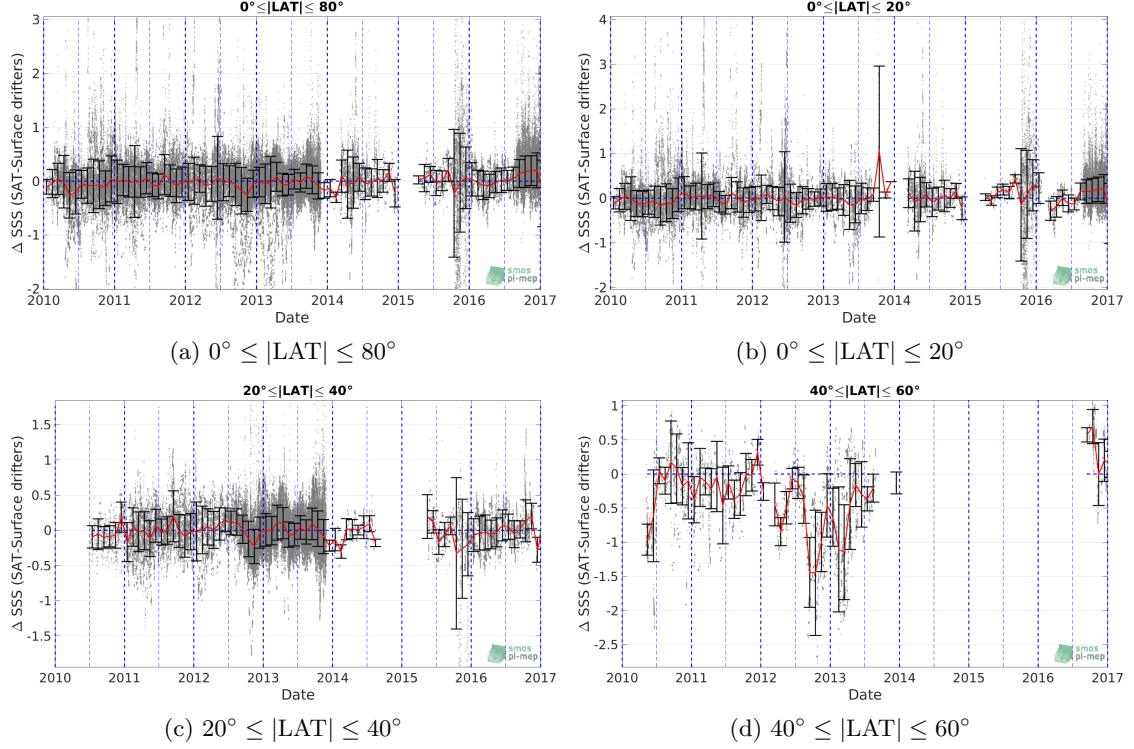 0°≤|LAT|≤ 80°
Δ SSS (SAT-Surface drifters)
3
2
1
0
-1
-2
2010 2011 2012 2013 2014 2015 2016 2017
Date
smos
pi-mep
(a) 0° ≤ |LAT| ≤ 80°
0°≤|LAT|≤ 20°
Δ SSS (SAT-Surface drifters)
4
3
2
1
0
-1
-2
2010 2011 2012 2013 2014 2015 2016 2017
Date
smos
pi-mep
(b) 0° ≤ |LAT| ≤ 20°
20°≤|LAT|≤ 40°
Δ SSS (SAT-Surface drifters)
1.5
1
0.5
0
-0.5
-1
-1.5
2010 2011 2012 2013 2014 2015 2016 2017
Date
smos
pi-mep
(c) 20° ≤ |LAT| ≤ 40°
40°≤|LAT|≤ 60°
Δ SSS (SAT-Surface drifters)
1
0.5
0
-0.5
-1
-1.5
-2
-2.5
2010 2011 2012 2013 2014 2015 2016 2017
Date
smos
pi-mep
(d) 40° ≤ |LAT| ≤ 60°